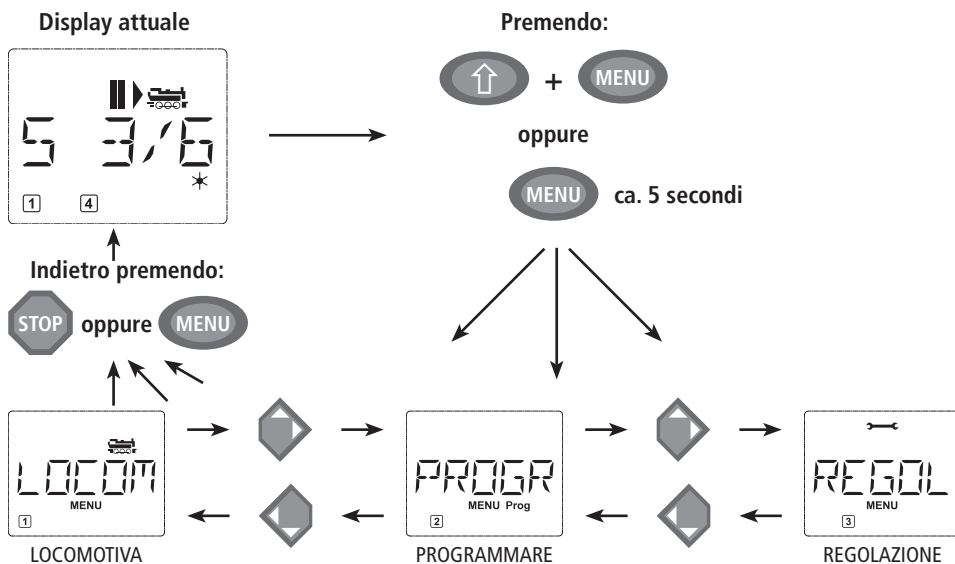 Display attuale
S 3/6
1 4
Indietro premendo:
STOP oppure MENU
Premendo:
+ MENU
oppure
MENU ca. 5 secondi
LOCOM
MENU
1
LOCOMOTIVA
PROGR
MENU Prog
2
PROGRAMMARE
REGOL
MENU
3
REGOLAZIONE